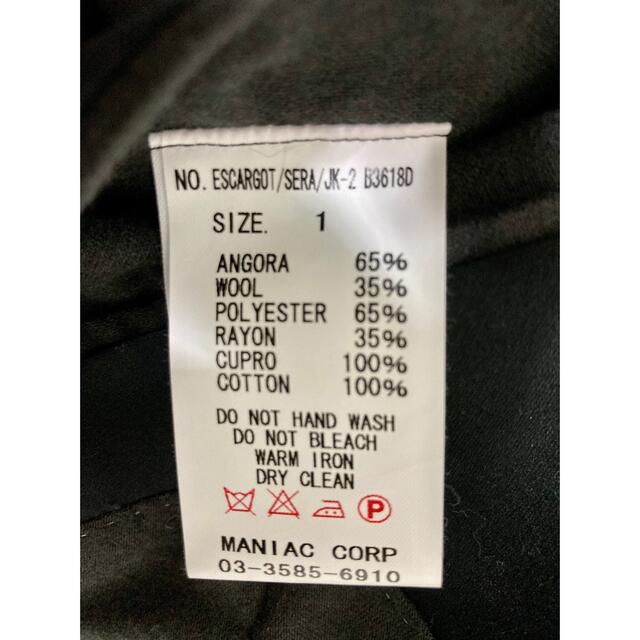 NO. ESCARGOT/SERA/JK-2 B3618D
SIZE. 1
ANGORA 65%
WOOL 35%
POLYESTER 65%
RAYON 35%
CUPRO 100%
COTTON 100%
DO NOT HAND WASH
DO NOT BLEACH
WARM IRON
DRY CLEAN
P
MANIAC CORP
03-3585-6910